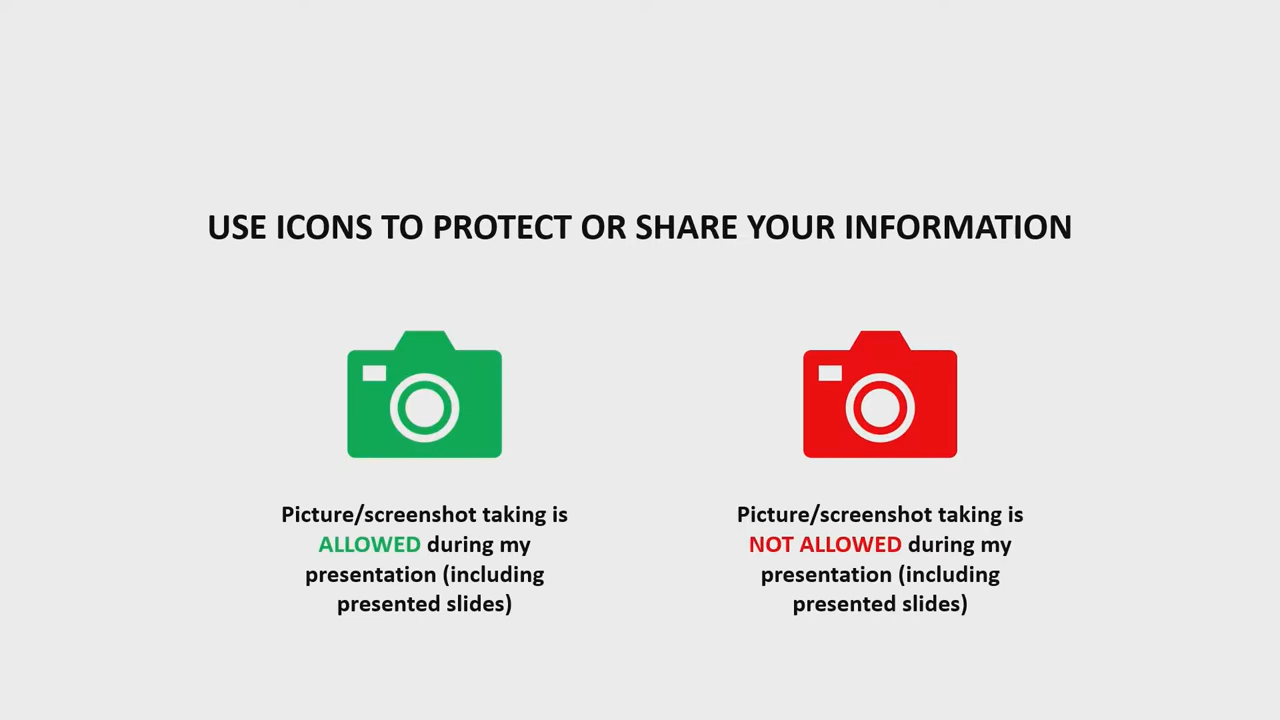 USE ICONS TO PROTECT OR SHARE YOUR INFORMATION
Picture/screenshot taking is
ALLOWED during my
presentation (including
presented slides)
Picture/screenshot taking is
NOT ALLOWED during my
presentation (including
presented slides)